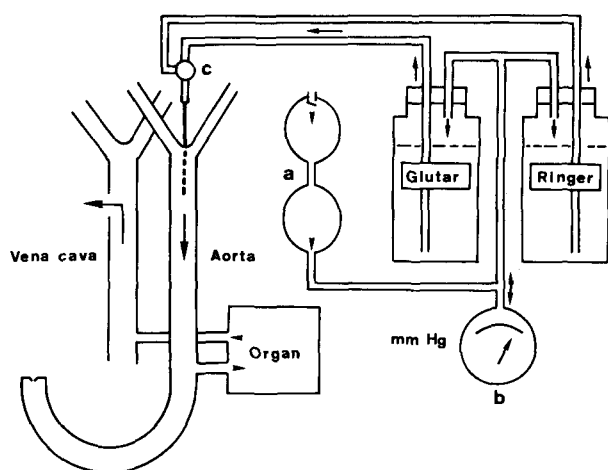 c
a
Glutar
Ringer
Vena cava
Aorta
Organ
mm Hg
b